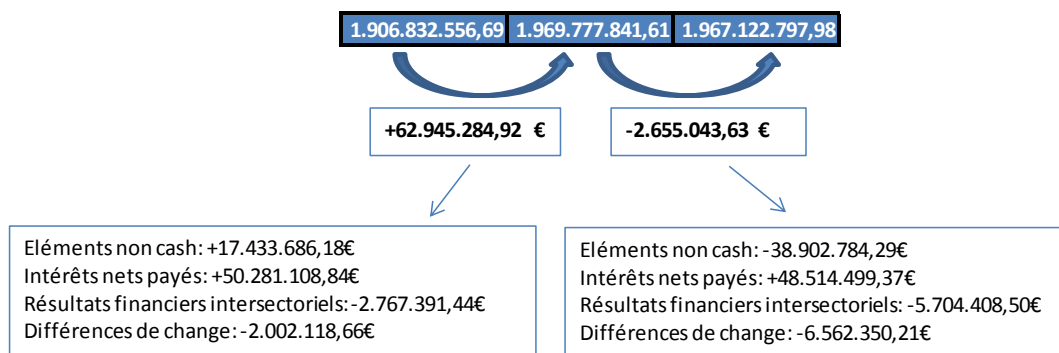 1.906.832.556,69 1.969.777.841,61 1.967.122.797,98
+62.945.284,92 €
-2.655.043,63 €
Eléments non cash: +17.433.686,18€
Intérêts nets payés: +50.281.108,84€
Résultats financiers intersectoriels: -2.767.391,44€
Différences de change: -2.002.118,66€
Eléments non cash: -38.902.784,29€
Intérêts nets payés: +48.514.499,37€
Résultats financiers intersectoriels: -5.704.408,50€
Différences de change: -6.562.350,21€